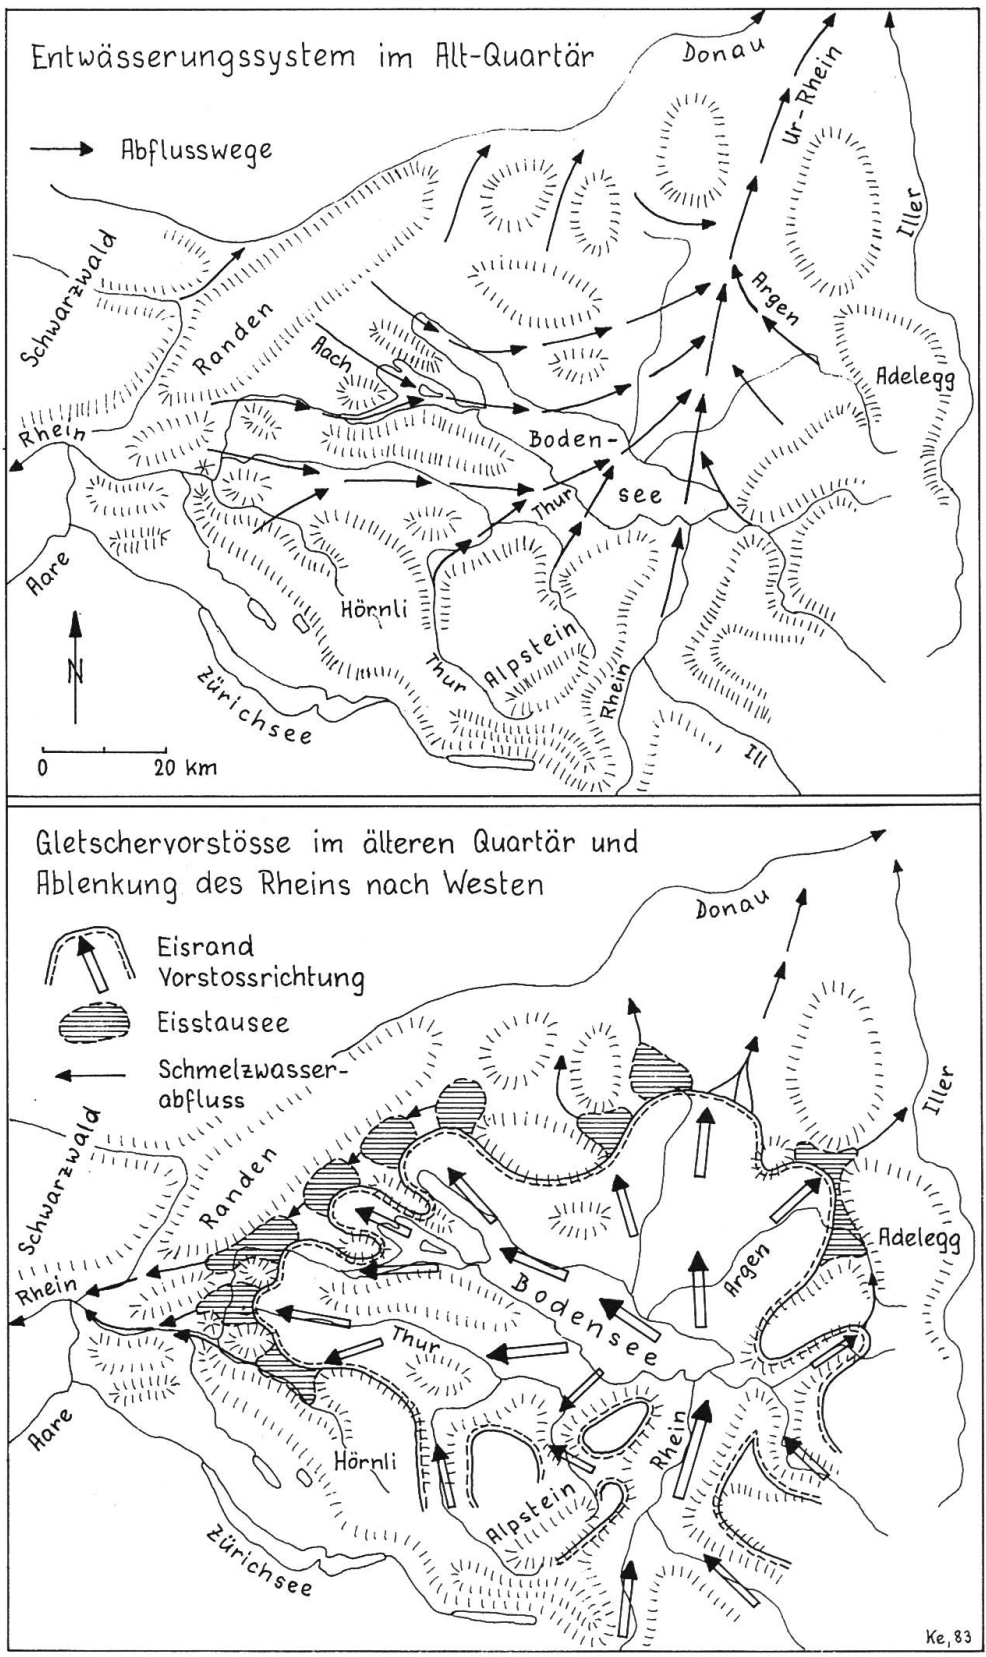 Entwässerungssystem im Alt-Quartär
Abflusswege
Donau
Ur-Rhein
Iller
Schwarzwald
Randen
Aach
Argen
Adelegg
Rhein
Boden-
see
Thur
Aare
Hörnli
N
Zürichsee
Thur
Alpstein
Rhein
Ill
0 20 km
Gletschervorstösse im älteren Quartär und
Ablenkung des Rheins nach Westen
Eisrand
Vorstossrichtung
Eisstausee
Schmelzwasser-
abfluss
Donau
Iller
Schwarzwald
Randen
Adelegg
Argen
Rhein
Bodensee
Thur
Aare
Hörnli
Rhein
Alpstein
Zürichsee
Ke, 83